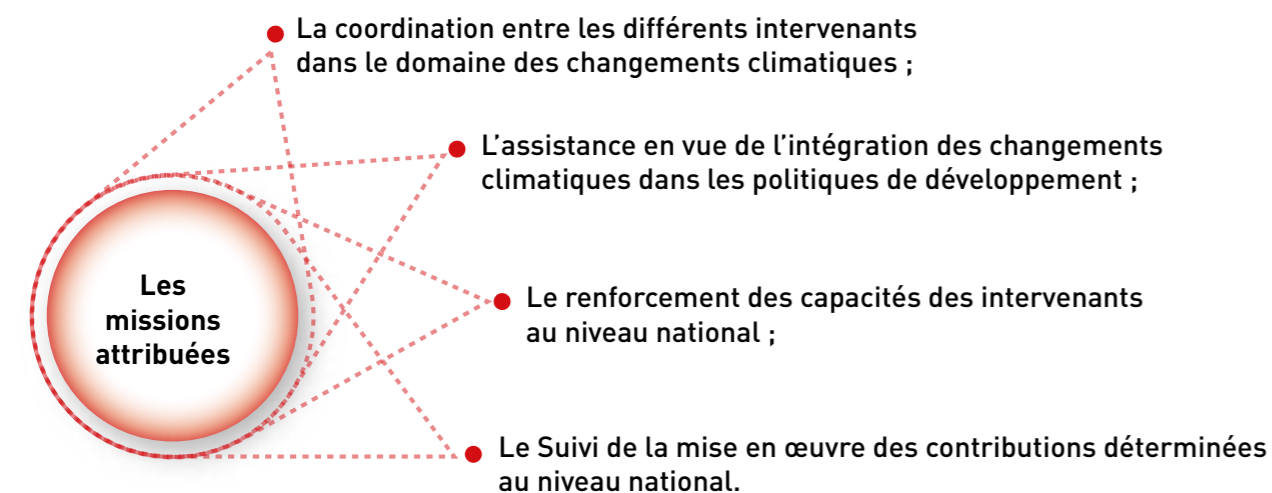 La coordination entre les différents intervenants
dans le domaine des changements climatiques ;
L’assistance en vue de l’intégration des changements
climatiques dans les politiques de développement ;
Les
missions
attribuées
Le renforcement des capacités des intervenants
au niveau national ;
Le Suivi de la mise en œuvre des contributions déterminées
au niveau national.